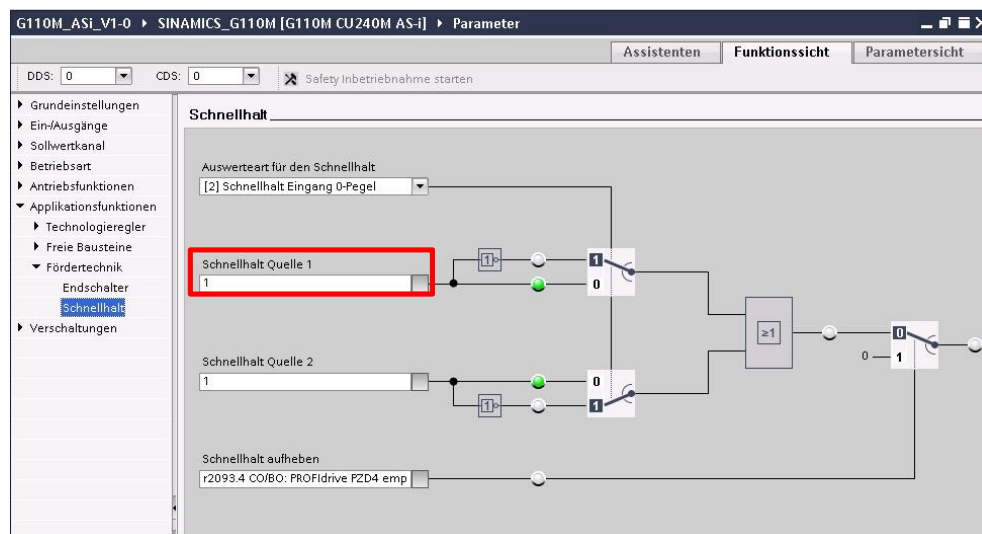 G110M_ASi_V1-0 ▸ SINAMICS_G110M [G110M CU240M AS-i] ▸ Parameter
Assistenten Funktionssicht Parametersicht
DDS: 0 CDS: 0 Safety Inbetriebnahme starten
Grundeinstellungen
Ein-/Ausgänge
Sollwertkanal
Betriebsart
Antriebsfunktionen
Applikationsfunktionen
Technologieregler
Freie Bausteine
Fördertechnik
Endschalter
Schnellhalt
Verschaltungen
Schnellhalt
Auswerteart für den Schnellhalt
[2] Schnellhalt Eingang 0-Pegel
Schnellhalt Quelle 1
1
1
1
0
≥1
0
0 1
Schnellhalt Quelle 2
1
0
1
1
Schnellhalt aufheben
r2093.4 CO/BO: PROFIdrive PZD4 emp